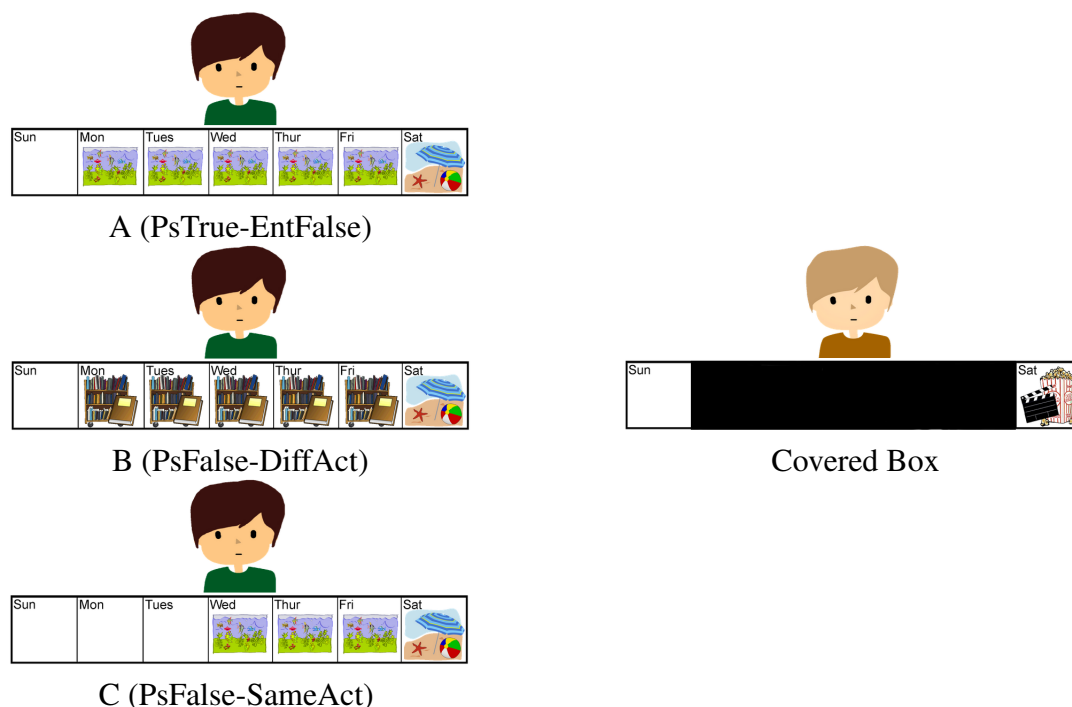 Sun Mon Tues Wed Thur Fri Sat
A (PsTrue-EntFalse)
Sun Mon Tues Wed Thur Fri Sat
B (PsFalse-DiffAct)
Sun Sat
Covered Box
Sun Mon Tues Wed Thur Fri Sat
C (PsFalse-SameAct)